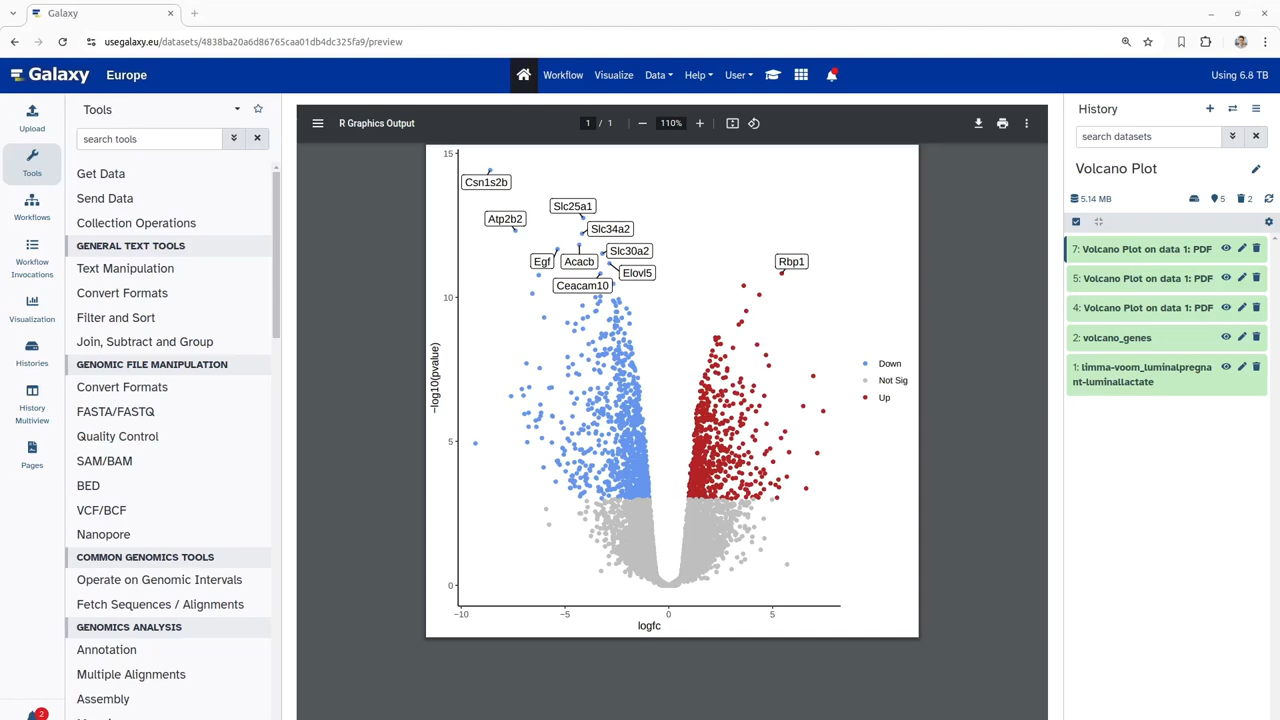 Galaxy
usegalaxy.eu/datasets/4838ba20a6d86765caa01db4dc325fa9/preview
Galaxy Europe Workflow Visualize Data Help User Using 6.8 TB
Upload
Tools
Workflows
Workflow
Invocations
Visualization
Histories
History
Multiview
Pages
2
Tools
search tools
Get Data
Send Data
Collection Operations
GENERAL TEXT TOOLS
Text Manipulation
Convert Formats
Filter and Sort
Join, Subtract and Group
GENOMIC FILE MANIPULATION
Convert Formats
FASTA/FASTQ
Quality Control
SAM/BAM
BED
VCF/BCF
Nanopore
COMMON GENOMICS TOOLS
Operate on Genomic Intervals
Fetch Sequences / Alignments
GENOMICS ANALYSIS
Annotation
Multiple Alignments
Assembly
R Graphics Output 1 / 1 110%
15
Csn1s2b
Slc25a1
Atp2b2
Slc34a2
Slc30a2
Egf Acacb Rbp1
Elovl5
Ceacam10
10
−log10(pvalue)
Down
Not Sig
Up
5
0
−10 −5 0 5
logfc
History
search datasets
Volcano Plot
5.14 MB 5 2
7: Volcano Plot on data 1: PDF
5: Volcano Plot on data 1: PDF
4: Volcano Plot on data 1: PDF
2: volcano_genes
1: limma-voom_luminalpregna
nt-luminallactate